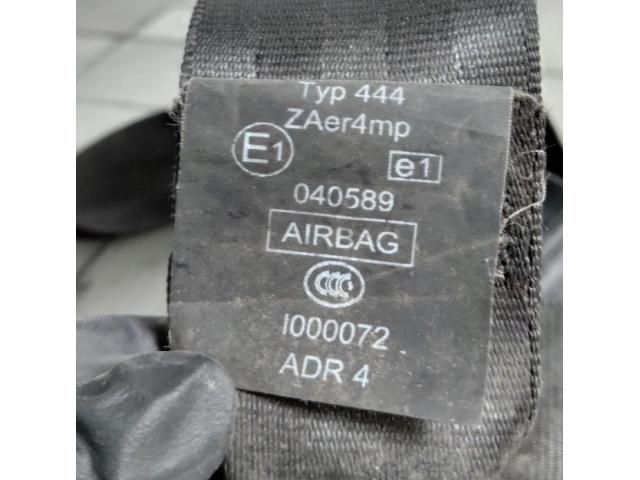 Typ 444
ZAer4mp
E1
e1
040589
AIRBAG
CCC
I000072
ADR 4